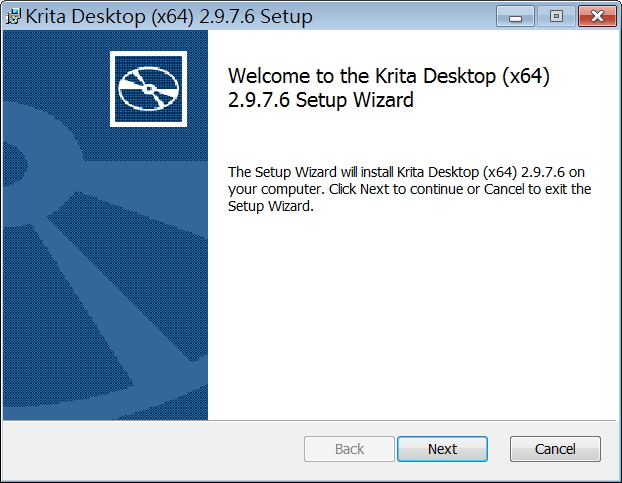 Krita Desktop (x64) 2.9.7.6 Setup
Welcome to the Krita Desktop (x64)
2.9.7.6 Setup Wizard
The Setup Wizard will install Krita Desktop (x64) 2.9.7.6 on
your computer. Click Next to continue or Cancel to exit the
Setup Wizard.
Back Next Cancel